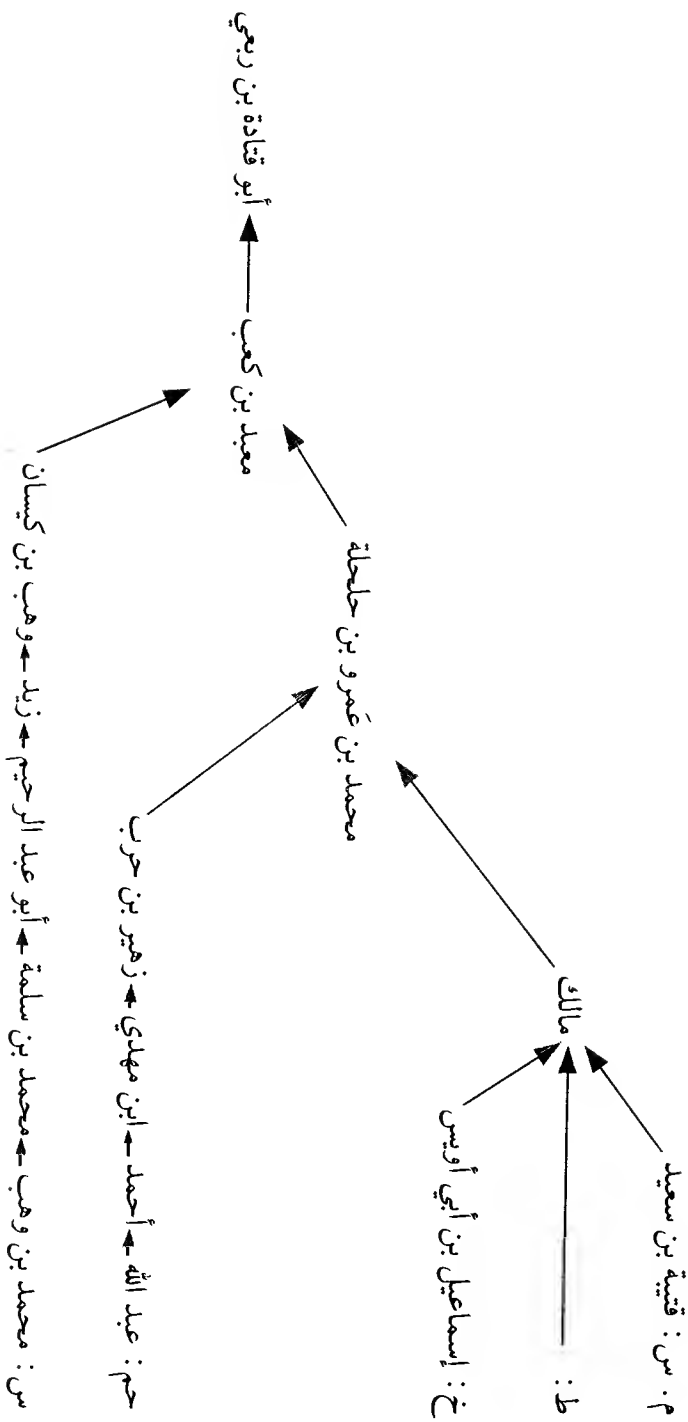 م. س : قتيبة بن سعيد
ط :
مالك
خ : إسماعيل بن أبي أويس
محمد بن عَمرو بن حلحلة
معبد بن كعب ← أبو قتادة بن ربعي
حم : عبد الله ← أحمد ← ابن مهدي ← زهير بن حرب
س : محمد بن وهب ← محمد بن سلمة ← أبو عبد الرحيم ← زيد ← وهب بن كيسان